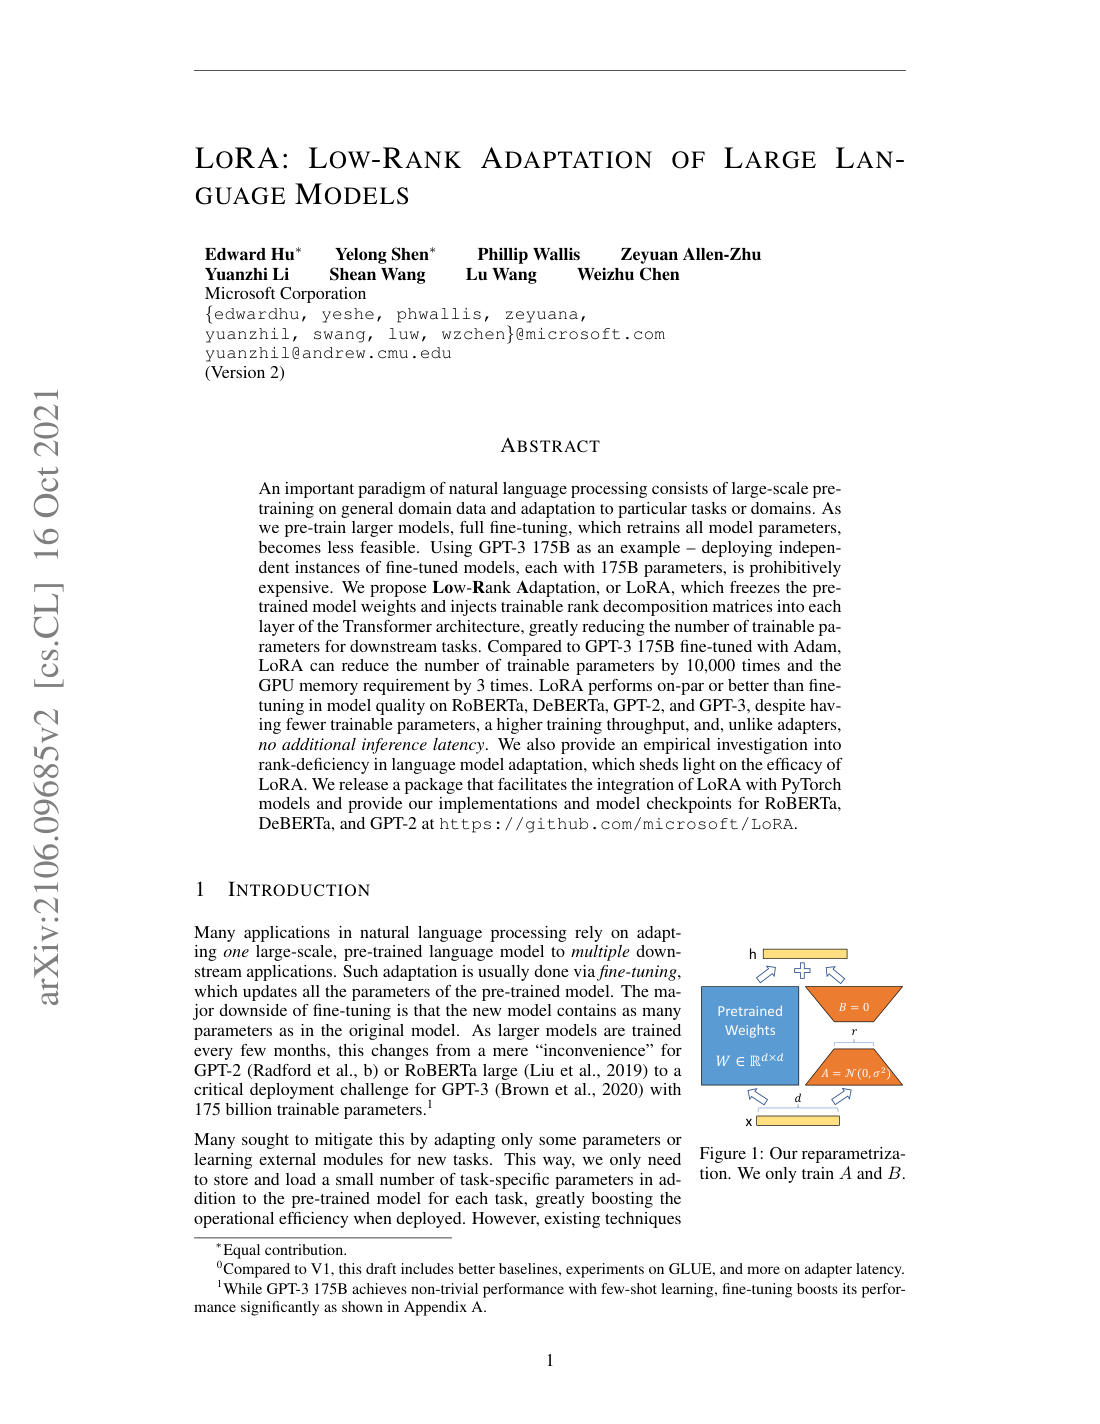 arXiv:2106.09685v2  [cs.CL]  16 Oct 2021
LORA: LOW-RANK ADAPTATION OF LARGE LAN-
GUAGE MODELS
Edward Hu* Yelong Shen* Phillip Wallis Zeyuan Allen-Zhu
Yuanzhi Li Shean Wang Lu Wang Weizhu Chen
Microsoft Corporation
{edwardhu, yeshe, phwallis, zeyuana,
yuanzhil, swang, luw, wzchen}@microsoft.com
yuanzhil@andrew.cmu.edu
(Version 2)
ABSTRACT
An important paradigm of natural language processing consists of large-scale pre-
training on general domain data and adaptation to particular tasks or domains. As
we pre-train larger models, full fine-tuning, which retrains all model parameters,
becomes less feasible. Using GPT-3 175B as an example – deploying indepen-
dent instances of fine-tuned models, each with 175B parameters, is prohibitively
expensive. We propose Low-Rank Adaptation, or LoRA, which freezes the pre-
trained model weights and injects trainable rank decomposition matrices into each
layer of the Transformer architecture, greatly reducing the number of trainable pa-
rameters for downstream tasks. Compared to GPT-3 175B fine-tuned with Adam,
LoRA can reduce the number of trainable parameters by 10,000 times and the
GPU memory requirement by 3 times. LoRA performs on-par or better than fine-
tuning in model quality on RoBERTa, DeBERTa, GPT-2, and GPT-3, despite hav-
ing fewer trainable parameters, a higher training throughput, and, unlike adapters,
no additional inference latency. We also provide an empirical investigation into
rank-deficiency in language model adaptation, which sheds light on the efficacy of
LoRA. We release a package that facilitates the integration of LoRA with PyTorch
models and provide our implementations and model checkpoints for RoBERTa,
DeBERTa, and GPT-2 at https://github.com/microsoft/LoRA.
1 INTRODUCTION
Many applications in natural language processing rely on adapt-
ing one large-scale, pre-trained language model to multiple down-
stream applications. Such adaptation is usually done via fine-tuning,
which updates all the parameters of the pre-trained model. The ma-
jor downside of fine-tuning is that the new model contains as many
parameters as in the original model. As larger models are trained
every few months, this changes from a mere “inconvenience” for
GPT-2 (Radford et al., b) or RoBERTa large (Liu et al., 2019) to a
critical deployment challenge for GPT-3 (Brown et al., 2020) with
175 billion trainable parameters.¹
Many sought to mitigate this by adapting only some parameters or
learning external modules for new tasks. This way, we only need
to store and load a small number of task-specific parameters in ad-
dition to the pre-trained model for each task, greatly boosting the
operational efficiency when deployed. However, existing techniques
h
Pretrained
Weights
W ∈ ℝ^{d×d}
B = 0
r
A = 𝒩(0, σ²)
d
x
Figure 1: Our reparametriza-
tion. We only train A and B.
*Equal contribution.
⁰Compared to V1, this draft includes better baselines, experiments on GLUE, and more on adapter latency.
¹While GPT-3 175B achieves non-trivial performance with few-shot learning, fine-tuning boosts its perfor-
mance significantly as shown in Appendix A.
1